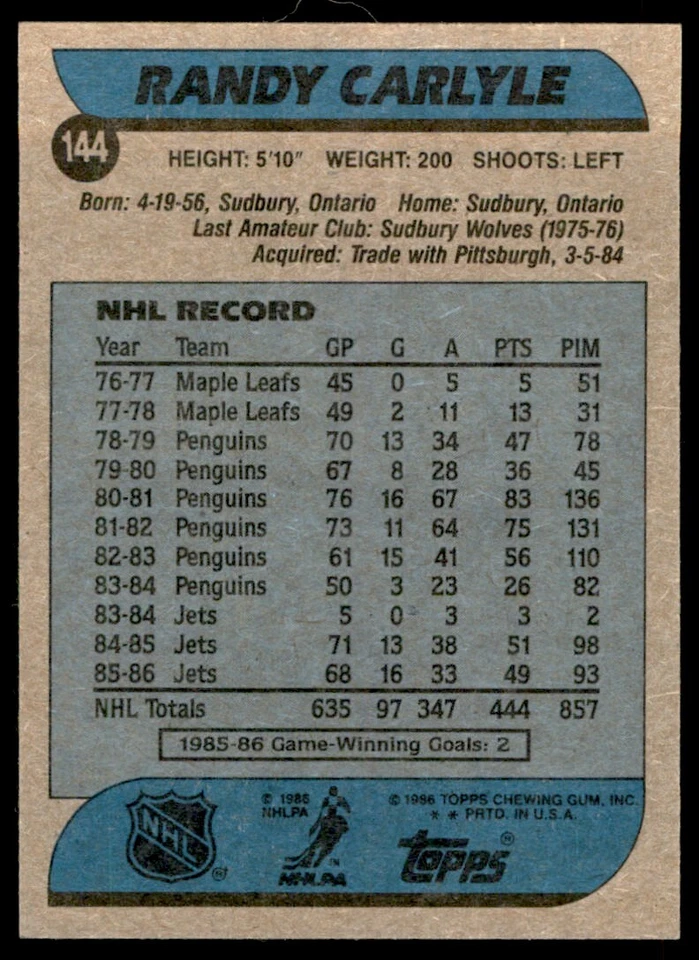 RANDY CARLYLE
144
HEIGHT: 5'10" WEIGHT: 200 SHOOTS: LEFT
Born: 4-19-56, Sudbury, Ontario Home: Sudbury, Ontario
Last Amateur Club: Sudbury Wolves (1975-76)
Acquired: Trade with Pittsburgh, 3-5-84
NHL RECORD
Year Team GP G A PTS PIM
76-77 Maple Leafs 45 0 5 5 51
77-78 Maple Leafs 49 2 11 13 31
78-79 Penguins 70 13 34 47 78
79-80 Penguins 67 8 28 36 45
80-81 Penguins 76 16 67 83 136
81-82 Penguins 73 11 64 75 131
82-83 Penguins 61 15 41 56 110
83-84 Penguins 50 3 23 26 82
83-84 Jets 5 0 3 3 2
84-85 Jets 71 13 38 51 98
85-86 Jets 68 16 33 49 93
NHL Totals 635 97 347 444 857
1985-86 Game-Winning Goals: 2
NHL ®
© 1986
NHLPA
NHLPA
© 1986 TOPPS CHEWING GUM, INC.
* * PRTD. IN U.S.A.
topps ®